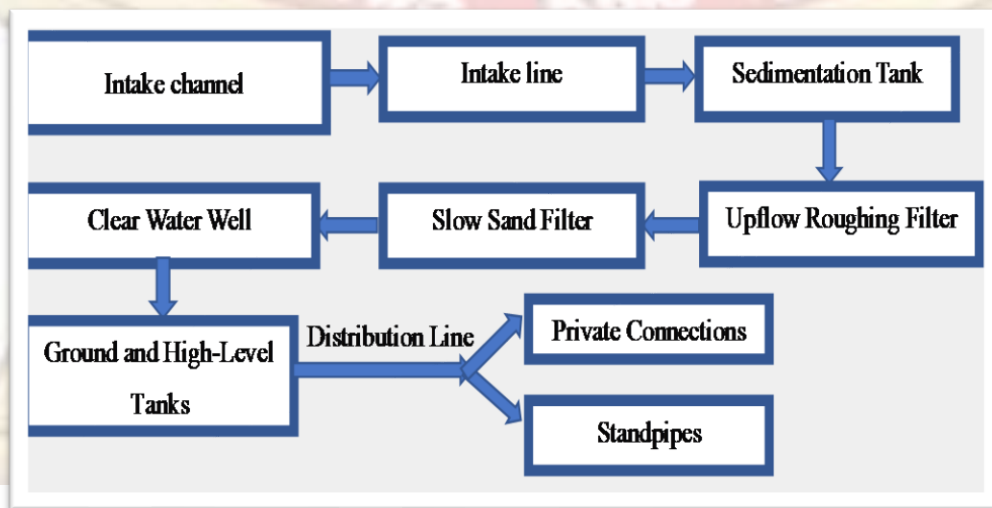 Intake channel
Intake line
Sedimentation Tank
Upflow Roughing Filter
Slow Sand Filter
Clear Water Well
Ground and High-Level
Tanks
Distribution Line
Private Connections
Standpipes